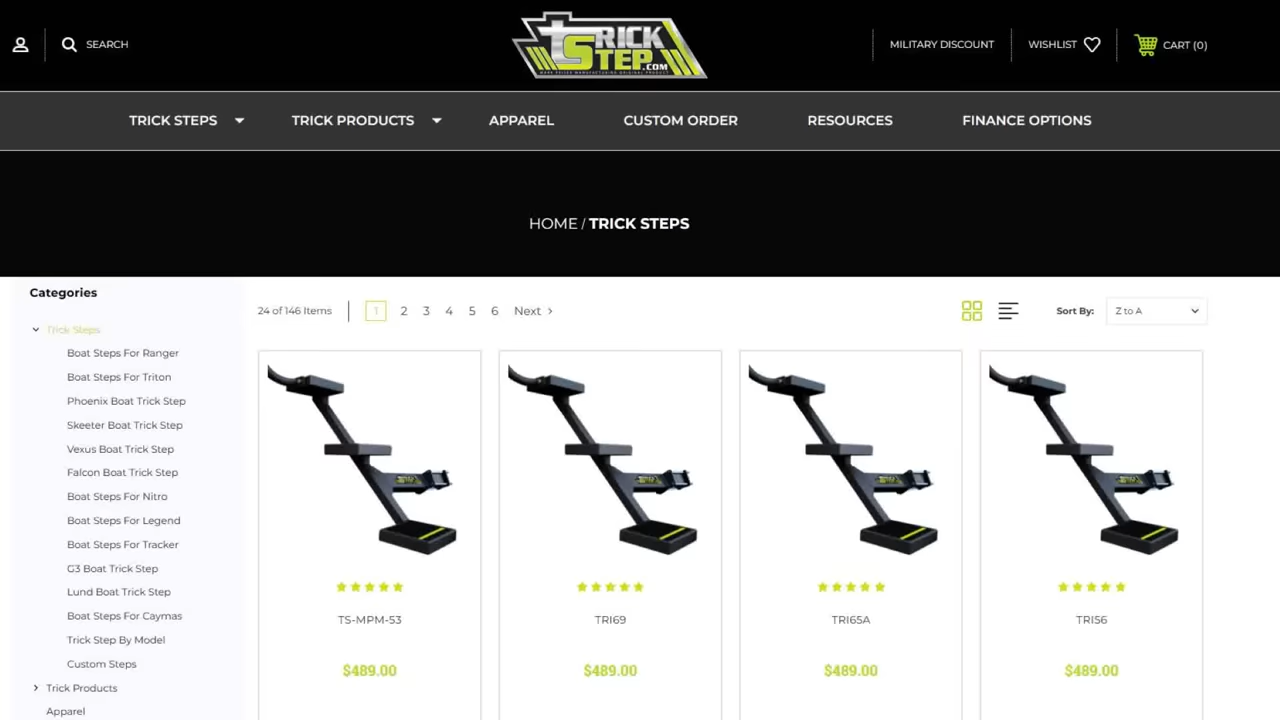 SEARCH
TRICK
STEP.COM
MILITARY DISCOUNT
WISHLIST
CART (0)
TRICK STEPS
TRICK PRODUCTS
APPAREL
CUSTOM ORDER
RESOURCES
FINANCE OPTIONS
HOME / TRICK STEPS
Categories
Trick Steps
Boat Steps For Ranger
Boat Steps For Triton
Phoenix Boat Trick Step
Skeeter Boat Trick Step
Vexus Boat Trick Step
Falcon Boat Trick Step
Boat Steps For Nitro
Boat Steps For Legend
Boat Steps For Tracker
G3 Boat Trick Step
Lund Boat Trick Step
Boat Steps For Caymas
Trick Step By Model
Custom Steps
Trick Products
Apparel
24 of 146 Items
1 2 3 4 5 6 Next
Sort By: Z to A
TS-MPM-53
$489.00
TRI69
$489.00
TRI65A
$489.00
TRI56
$489.00